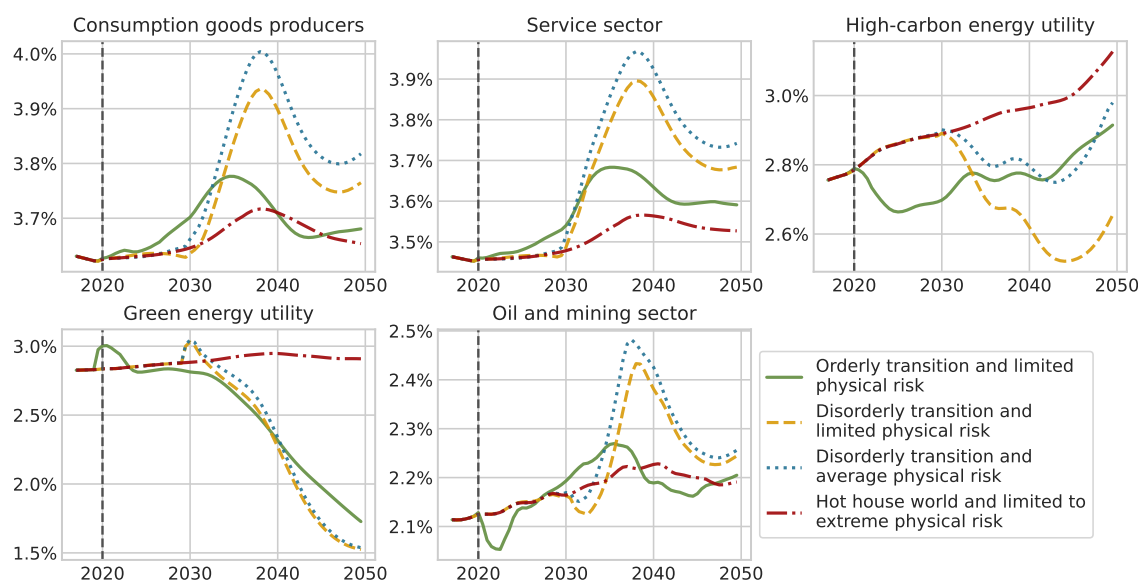 Consumption goods producers
4.0%
3.9%
3.8%
3.7%
2020 2030 2040 2050
Service sector
3.9%
3.8%
3.7%
3.6%
3.5%
2020 2030 2040 2050
High-carbon energy utility
3.0%
2.8%
2.6%
2020 2030 2040 2050
Green energy utility
3.0%
2.5%
2.0%
1.5%
2020 2030 2040 2050
Oil and mining sector
2.5%
2.4%
2.3%
2.2%
2.1%
2020 2030 2040 2050
Orderly transition and limited
physical risk
Disorderly transition and
limited physical risk
Disorderly transition and
average physical risk
Hot house world and limited to
extreme physical risk